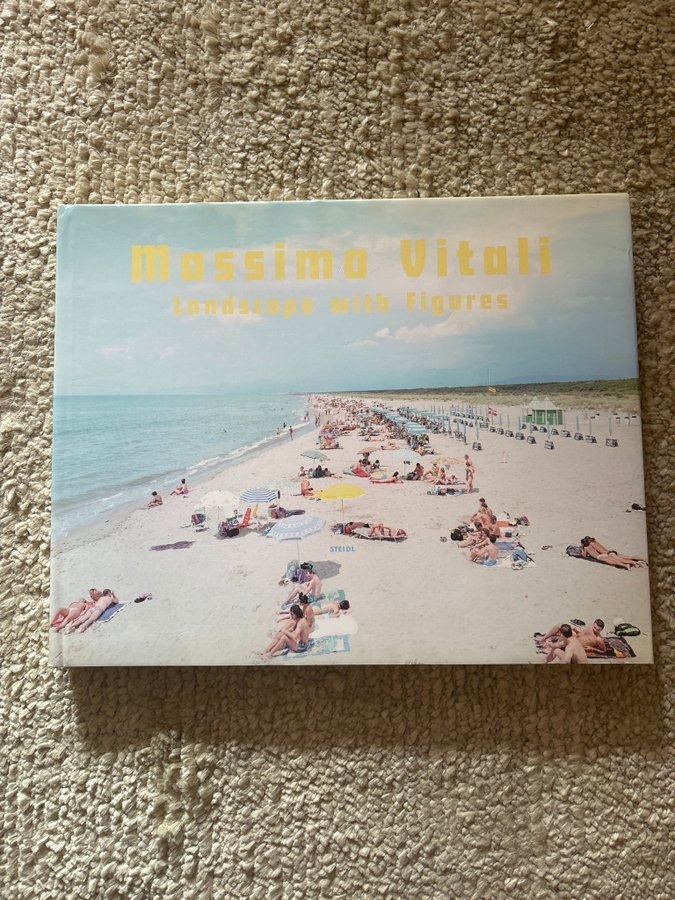 Massimo Vitali
Landscape with Figures
STEIDL